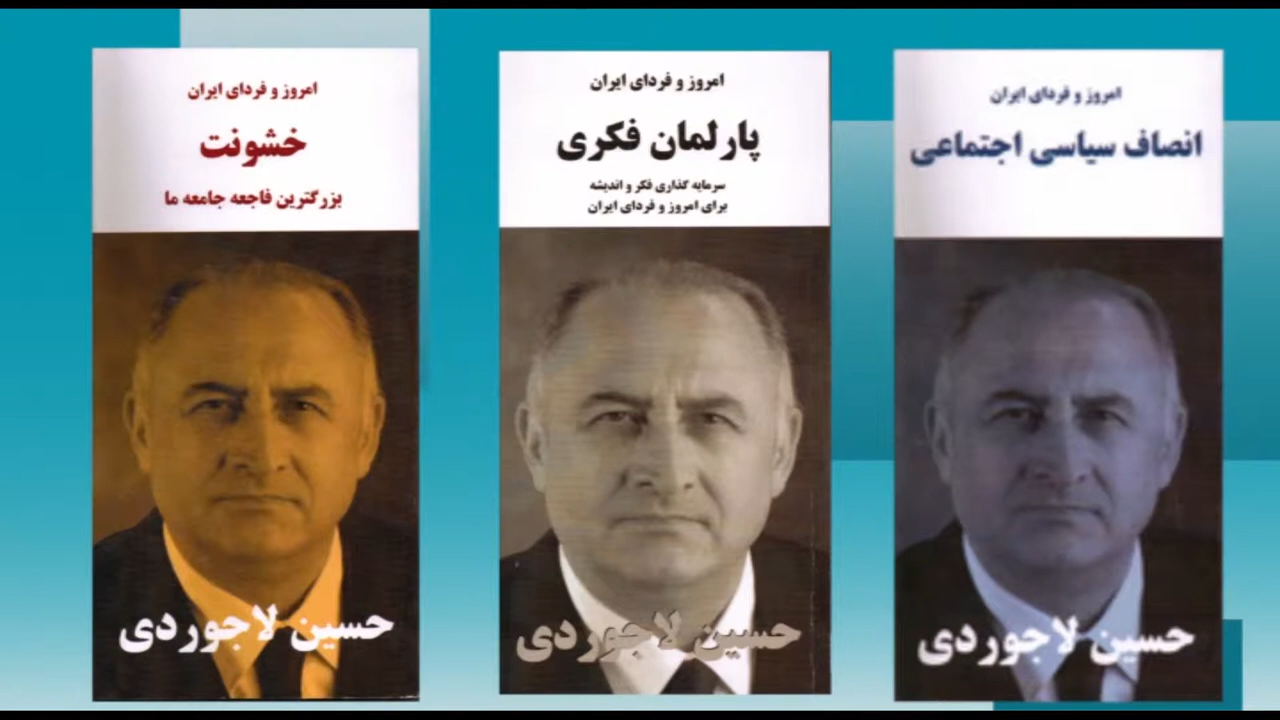 امروز و فردای ایران
انصاف سیاسی اجتماعی
حسین لاجوردی
امروز و فردای ایران
پارلمان فکری
سرمایه گذاری فکر و اندیشه
برای امروز و فردای ایران
حسین لاجوردی
امروز و فردای ایران
خشونت
بزرگترین فاجعه جامعه ما
حسین لاجوردی